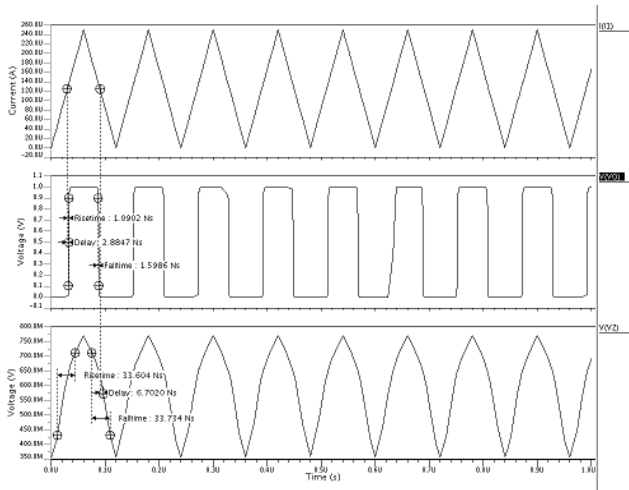 260.0U
240.0U
220.0U
200.0U
180.0U
160.0U
140.0U
120.0U
100.0U
80.0U
60.0U
40.0U
20.0U
0.0U
-20.0U
Current (A)
I(I1)
1.1
1.0
0.9
0.8
0.7
0.6
0.5
0.4
0.3
0.2
0.1
0.0
-0.1
Voltage (V)
Risetime : 1.0902 Ns
Delay : 2.8847 Ns
Falltime : 1.5986 Ns
800.0M
750.0M
700.0M
650.0M
600.0M
550.0M
500.0M
450.0M
400.0M
350.0M
Voltage (V)
V(V2)
Risetime : 33.604 Ns
Delay : 6.7020 Ns
Falltime : 33.734 Ns
0.0U
0.1U
0.2U
0.3U
0.4U
0.5U
0.6U
0.7U
0.8U
0.9U
1.0U
Time (s)